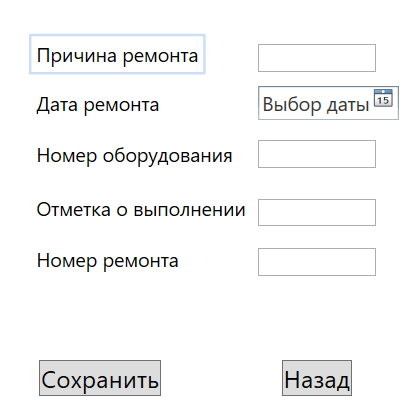 Причина ремонта
Дата ремонта
Выбор даты 15
Номер оборудования
Отметка о выполнении
Номер ремонта
Сохранить
Назад